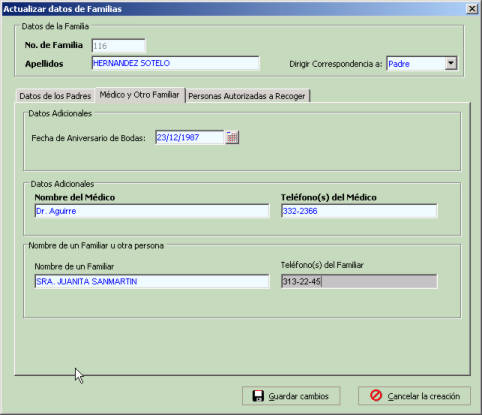 Actualizar datos de Familias
Datos de la Familia
No. de Familia 116
Apellidos HERNANDEZ SOTELO Dirigir Correspondencia a: Padre
Datos de los Padres Médico y Otro Familiar Personas Autorizadas a Recoger
Datos Adicionales
Fecha de Aniversario de Bodas: 23/12/1987
Datos Adicionales
Nombre del Médico Teléfono(s) del Médico
Dr. Aguirre 332-2366
Nombre de un Familiar u otra persona
Nombre de un Familiar Teléfono(s) del Familiar
SRA. JUANITA SANMARTIN 313-22-45
Guardar cambios Cancelar la creación